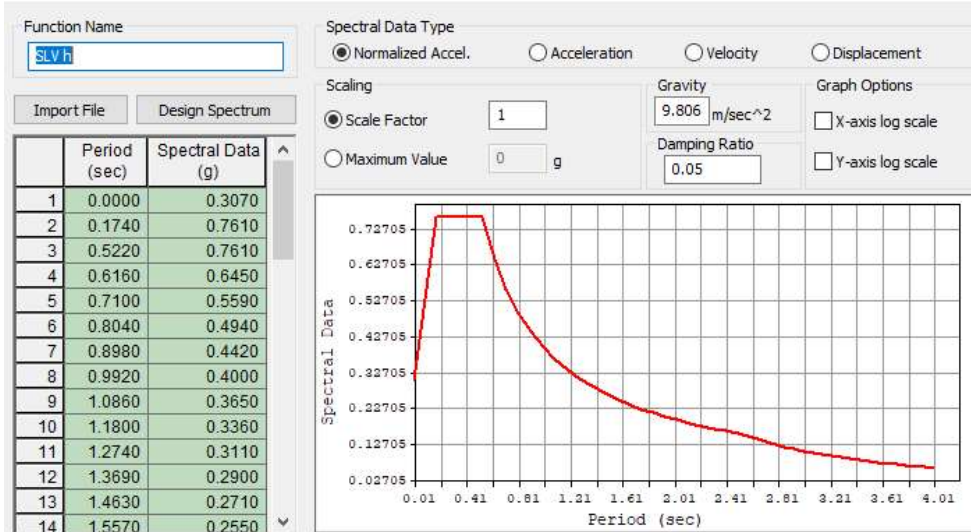 Function Name
SLV h
Import File Design Spectrum
Period (sec) Spectral Data (g)
1 0.0000 0.3070
2 0.1740 0.7610
3 0.5220 0.7610
4 0.6160 0.6450
5 0.7100 0.5590
6 0.8040 0.4940
7 0.8980 0.4420
8 0.9920 0.4000
9 1.0860 0.3650
10 1.1800 0.3360
11 1.2740 0.3110
12 1.3690 0.2900
13 1.4630 0.2710
14 1.5570 0.2550
Spectral Data Type
Normalized Accel. Acceleration Velocity Displacement
Scaling
Scale Factor 1
Maximum Value 0 g
Gravity
9.806 m/sec^2
Damping Ratio
0.05
Graph Options
X-axis log scale
Y-axis log scale
Spectral Data
0.72705
0.62705
0.52705
0.42705
0.32705
0.22705
0.12705
0.02705
0.01 0.41 0.81 1.21 1.61 2.01 2.41 2.81 3.21 3.61 4.01
Period (sec)